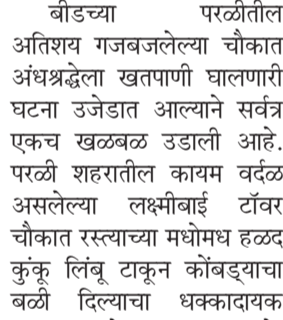 बीडच्या परळीतील
अतिशय गजबजलेल्या चौकात
अंधश्रद्धेला खतपाणी घालणारी
घटना उजेडात आल्याने सर्वत्र
एकच खळबळ उडाली आहे.
परळी शहरातील कायम वर्दळ
असलेल्या लक्ष्मीबाई टॉवर
चौकात रस्त्याच्या मधोमध हळद
कुंकू लिंबू टाकून कोंबड्याचा
बळी दिल्याचा धक्कादायक